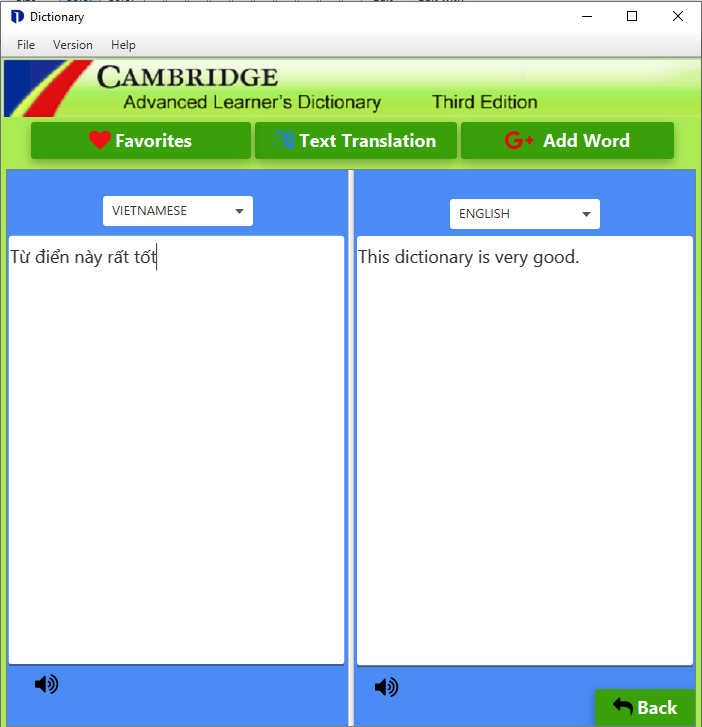 Dictionary
File Version Help
CAMBRIDGE
Advanced Learner's Dictionary Third Edition
Favorites Text Translation G+ Add Word
VIETNAMESE ENGLISH
Từ điển này rất tốt
This dictionary is very good.
Back